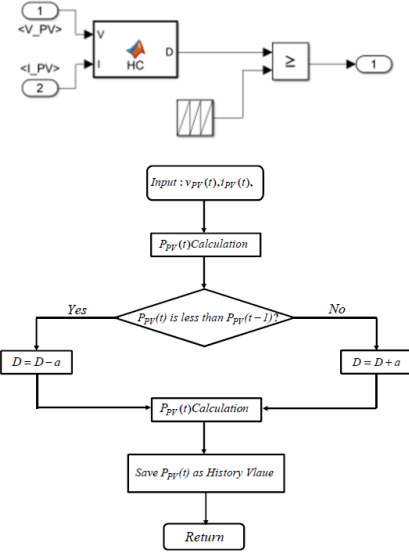 1
<V_PV>
V
D
I
HC
≥
1
<I_PV>
2
Input : v_PV (t), i_PV (t),
P_PV (t) Calculation
Yes
P_PV (t) is less than P_PV (t − 1)?
No
D = D − a
D = D + a
P_PV (t) Calculation
Save P_PV (t) as History Vlaue
Return